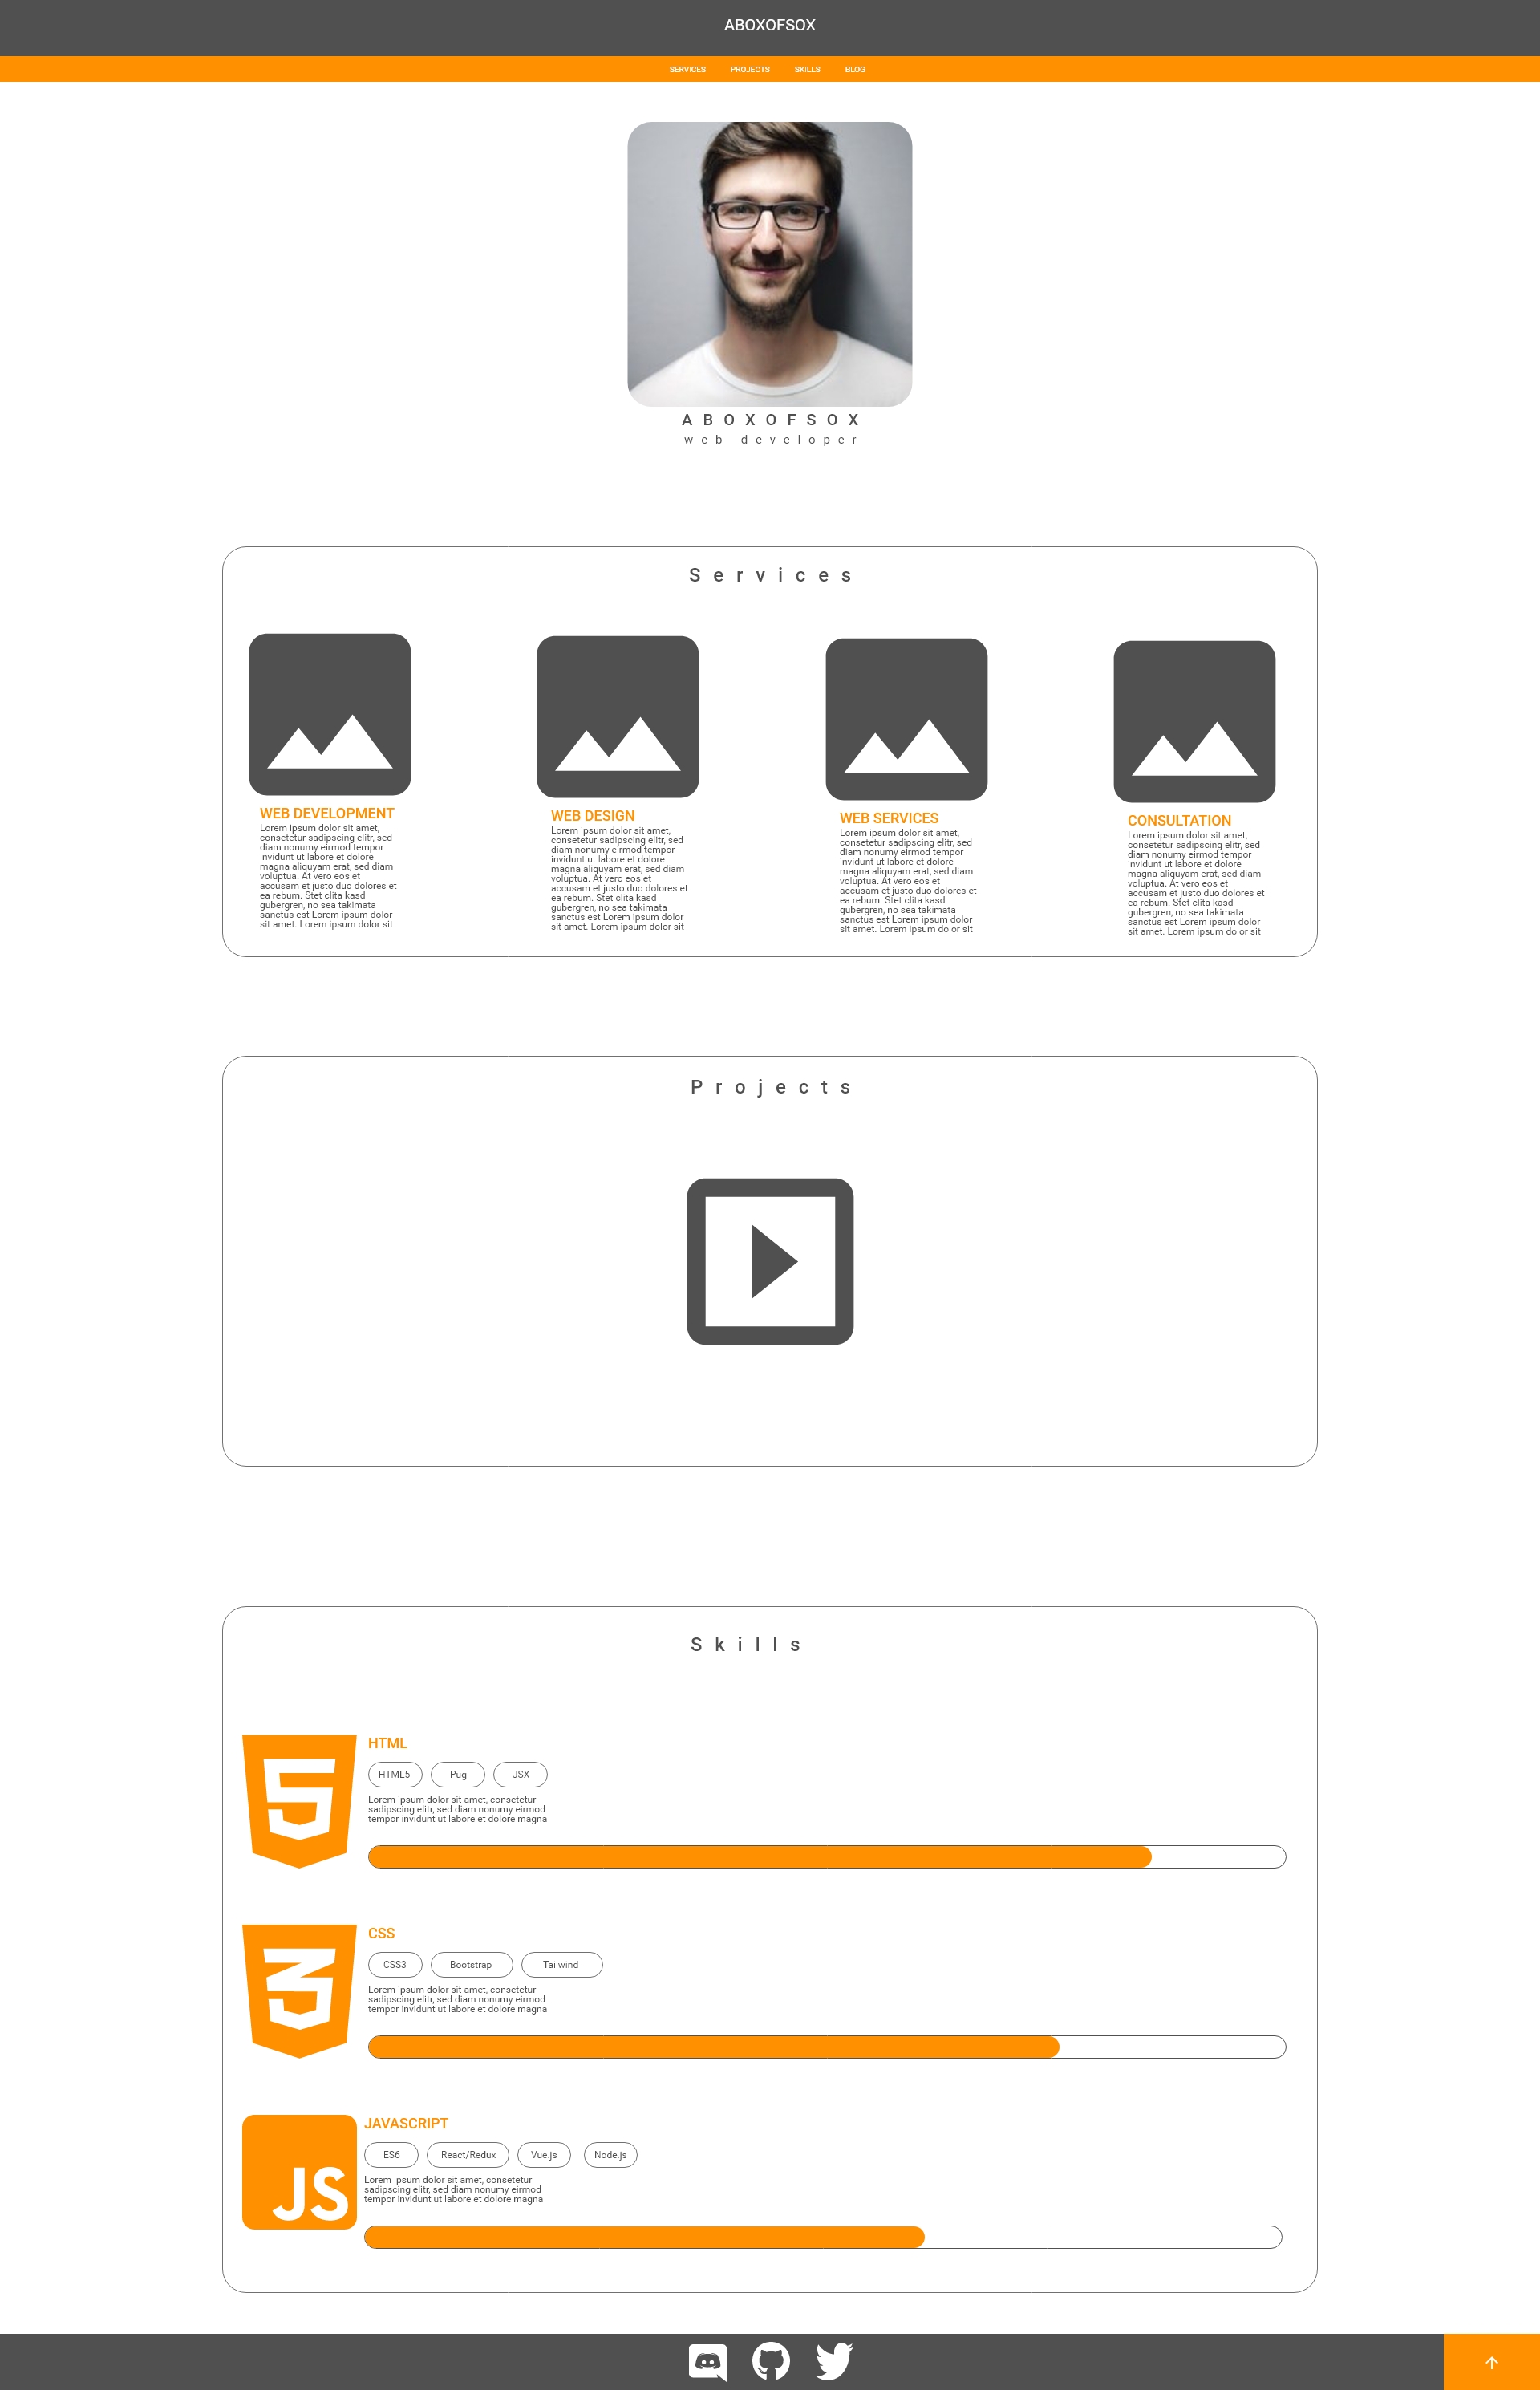 ABOXOFSOX
SERVICES PROJECTS SKILLS BLOG
ABOXOFSOX
web developer
Services
WEB DEVELOPMENT
Lorem ipsum dolor sit amet,
consetetur sadipscing elitr, sed
diam nonumy eirmod tempor
invidunt ut labore et dolore
magna aliquyam erat, sed diam
voluptua. At vero eos et
accusam et justo duo dolores et
ea rebum. Stet clita kasd
gubergren, no sea takimata
sanctus est Lorem ipsum dolor
sit amet. Lorem ipsum dolor sit
WEB DESIGN
Lorem ipsum dolor sit amet,
consetetur sadipscing elitr, sed
diam nonumy eirmod tempor
invidunt ut labore et dolore
magna aliquyam erat, sed diam
voluptua. At vero eos et
accusam et justo duo dolores et
ea rebum. Stet clita kasd
gubergren, no sea takimata
sanctus est Lorem ipsum dolor
sit amet. Lorem ipsum dolor sit
WEB SERVICES
Lorem ipsum dolor sit amet,
consetetur sadipscing elitr, sed
diam nonumy eirmod tempor
invidunt ut labore et dolore
magna aliquyam erat, sed diam
voluptua. At vero eos et
accusam et justo duo dolores et
ea rebum. Stet clita kasd
gubergren, no sea takimata
sanctus est Lorem ipsum dolor
sit amet. Lorem ipsum dolor sit
CONSULTATION
Lorem ipsum dolor sit amet,
consetetur sadipscing elitr, sed
diam nonumy eirmod tempor
invidunt ut labore et dolore
magna aliquyam erat, sed diam
voluptua. At vero eos et
accusam et justo duo dolores et
ea rebum. Stet clita kasd
gubergren, no sea takimata
sanctus est Lorem ipsum dolor
sit amet. Lorem ipsum dolor sit
Projects
Skills
5
HTML
HTML5 Pug JSX
Lorem ipsum dolor sit amet, consetetur
sadipscing elitr, sed diam nonumy eirmod
tempor invidunt ut labore et dolore magna
3
CSS
CSS3 Bootstrap Tailwind
Lorem ipsum dolor sit amet, consetetur
sadipscing elitr, sed diam nonumy eirmod
tempor invidunt ut labore et dolore magna
JS
JAVASCRIPT
ES6 React/Redux Vue.js Node.js
Lorem ipsum dolor sit amet, consetetur
sadipscing elitr, sed diam nonumy eirmod
tempor invidunt ut labore et dolore magna